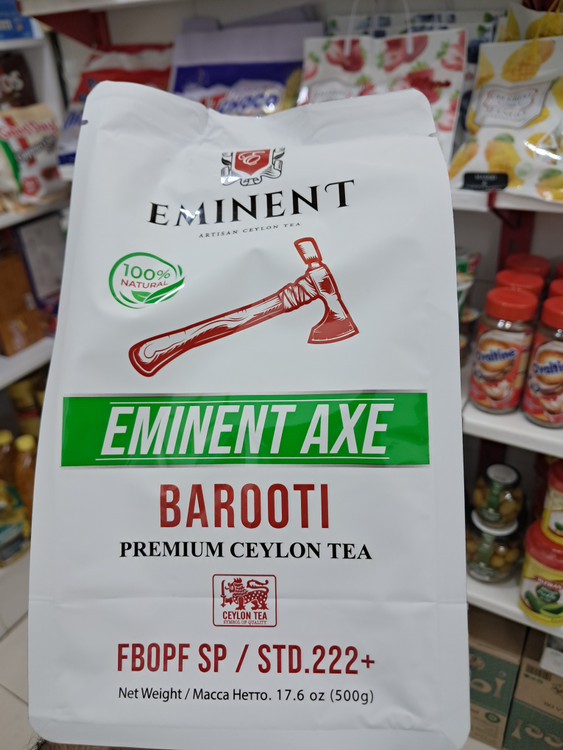 EMINENT
ARTISAN CEYLON TEA
100%
NATURAL
EMINENT AXE
BAROOTI
PREMIUM CEYLON TEA
CEYLON TEA
SYMBOL OF QUALITY
FBOPF SP / STD.222+
Net Weight / Масса Нетто. 17.6 oz (500g)
Ovaltine